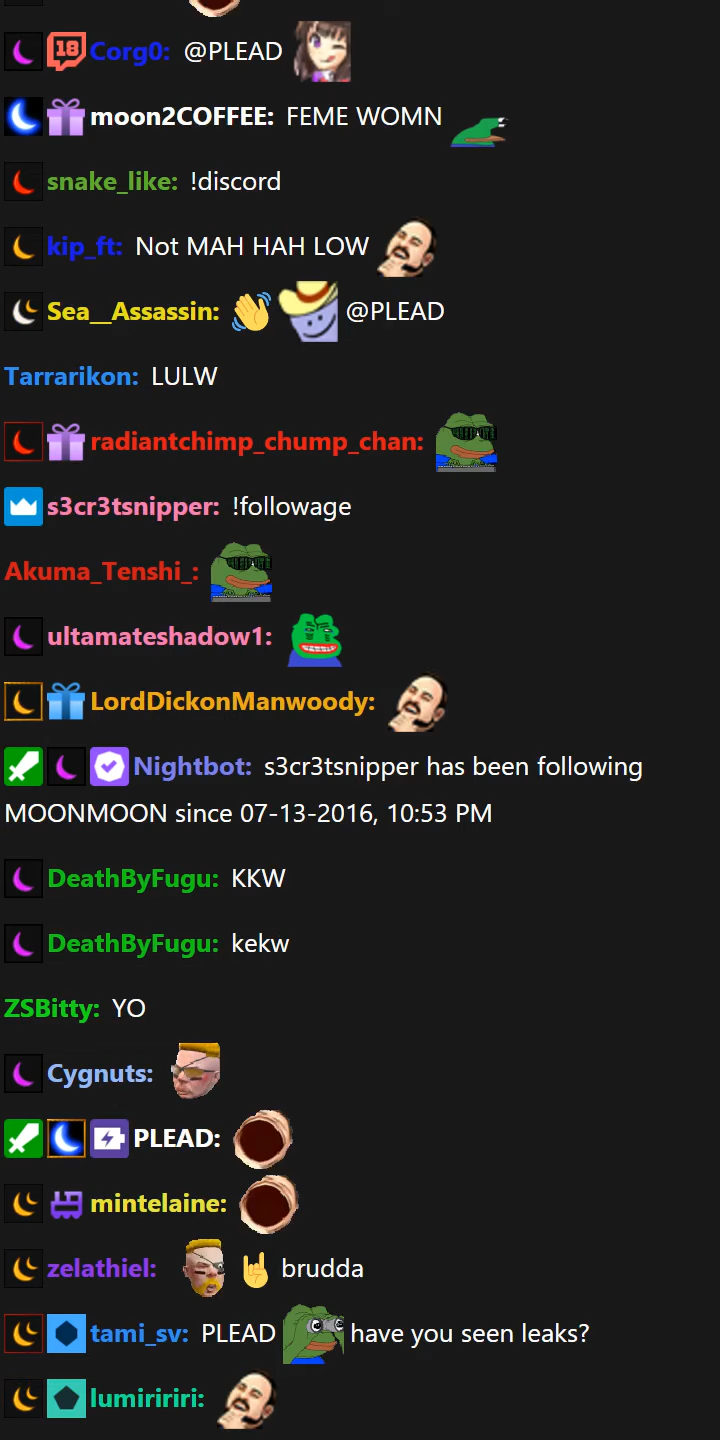 18 Corg0: @PLEAD
moon2COFFEE: FEME WOMN
snake_like: !discord
kip_ft: Not MAH HAH LOW
Sea__Assassin: @PLEAD
Tarrarikon: LULW
radiantchimp_chump_chan:
s3cr3tsnipper: !followage
Akuma_Tenshi_:
ultamateshadow1:
LordDickonManwoody:
Nightbot: s3cr3tsnipper has been following
MOONMOON since 07-13-2016, 10:53 PM
DeathByFugu: KKW
DeathByFugu: kekw
ZSBitty: YO
Cygnuts:
PLEAD:
mintelaine:
zelathiel: brudda
tami_sv: PLEAD have you seen leaks?
lumiririri: